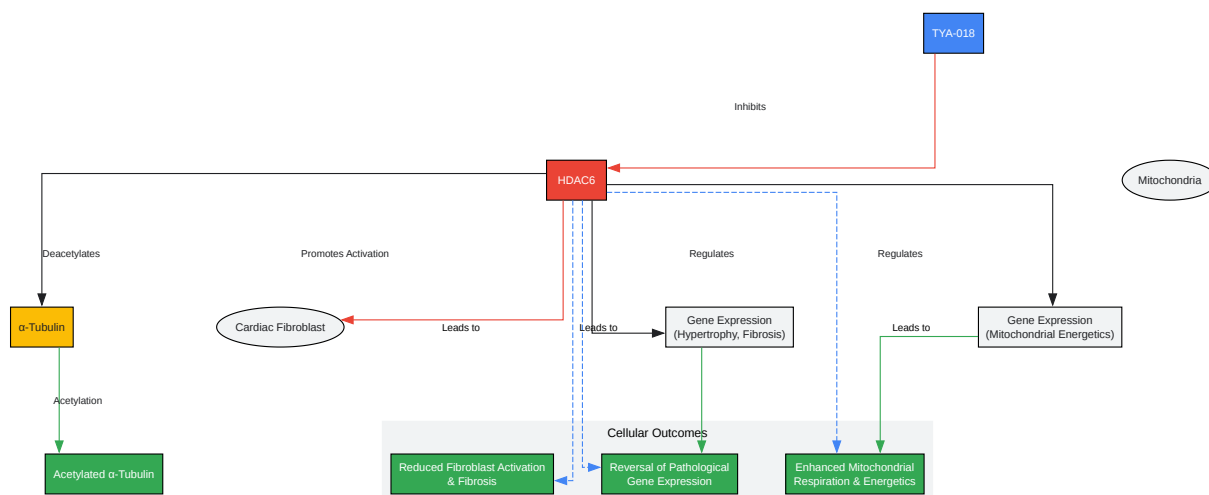 TYA-018
Inhibits
HDAC6
Mitochondria
Deacetylates
Promotes Activation
Regulates
Regulates
α-Tubulin
Cardiac Fibroblast
Leads to
Leads to
Gene Expression
(Hypertrophy, Fibrosis)
Leads to
Gene Expression
(Mitochondrial Energetics)
Acetylation
Cellular Outcomes
Acetylated α-Tubulin
Reduced Fibroblast Activation
& Fibrosis
Reversal of Pathological
Gene Expression
Enhanced Mitochondrial
Respiration & Energetics